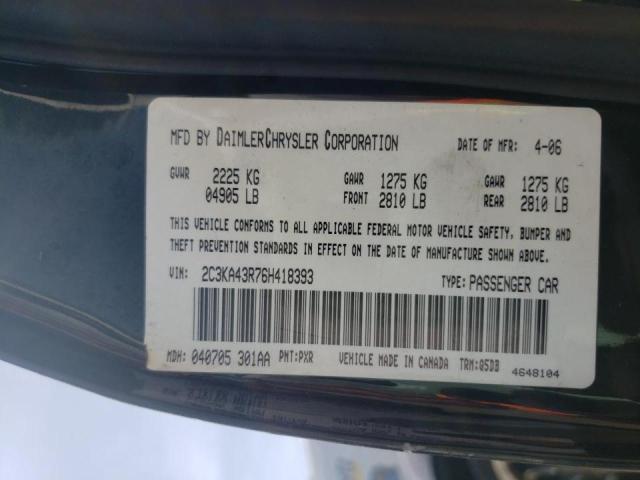 MFD BY DAIMLERCHRYSLER CORPORATION DATE OF MFR: 4-06
GVWR 2225 KG GAWR 1275 KG GAWR 1275 KG
04905 LB FRONT 2810 LB REAR 2810 LB
THIS VEHICLE CONFORMS TO ALL APPLICABLE FEDERAL MOTOR VEHICLE SAFETY, BUMPER AND
THEFT PREVENTION STANDARDS IN EFFECT ON THE DATE OF MANUFACTURE SHOWN ABOVE.
VIN: 2C3KA43R76H418393 TYPE: PASSENGER CAR
MDH: 040705 301AA PNT: PXR VEHICLE MADE IN CANADA TRM: Q5DB
4648104